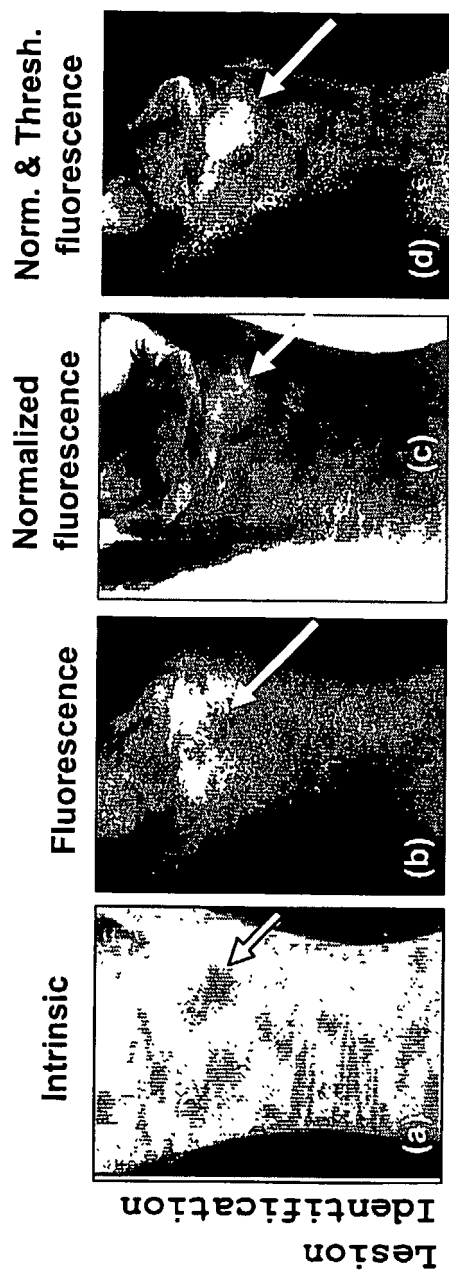 Lesion
Identification
Intrinsic
(a)
Fluorescence
(b)
Normalized
fluorescence
(c)
Norm. & Thresh.
fluorescence
(d)